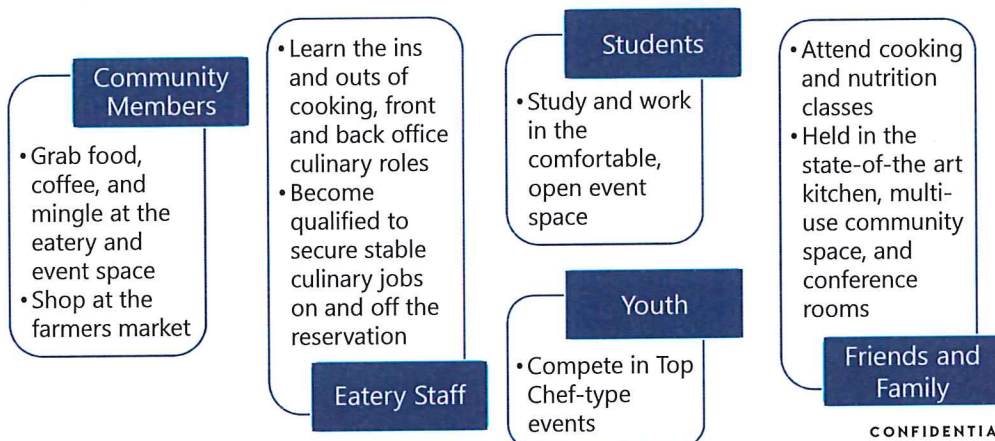 Community
Members
• Grab food,
coffee, and
mingle at the
eatery and
event space
• Shop at the
farmers market
• Learn the ins
and outs of
cooking, front
and back office
culinary roles
• Become
qualified to
secure stable
culinary jobs
on and off the
reservation
Eatery Staff
Students
• Study and work
in the
comfortable,
open event
space
Youth
• Compete in Top
Chef-type
events
• Attend cooking
and nutrition
classes
• Held in the
state-of-the art
kitchen, multi-
use community
space, and
conference
rooms
Friends and
Family